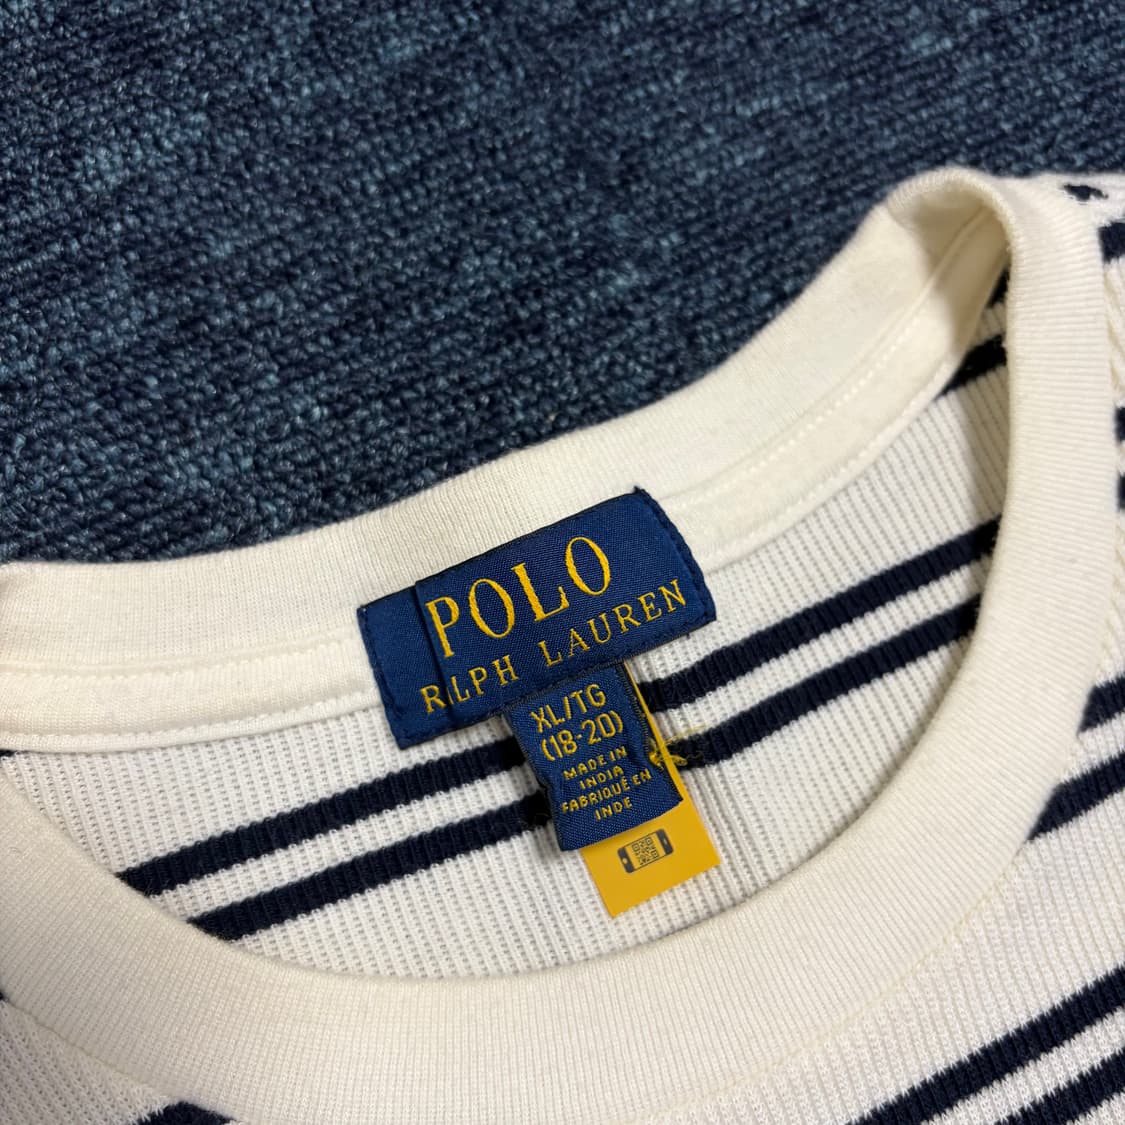 POLO
RALPH LAUREN
XL/TG
(18-20)
MADE IN
INDIA
FABRIQUÉ EN
INDE